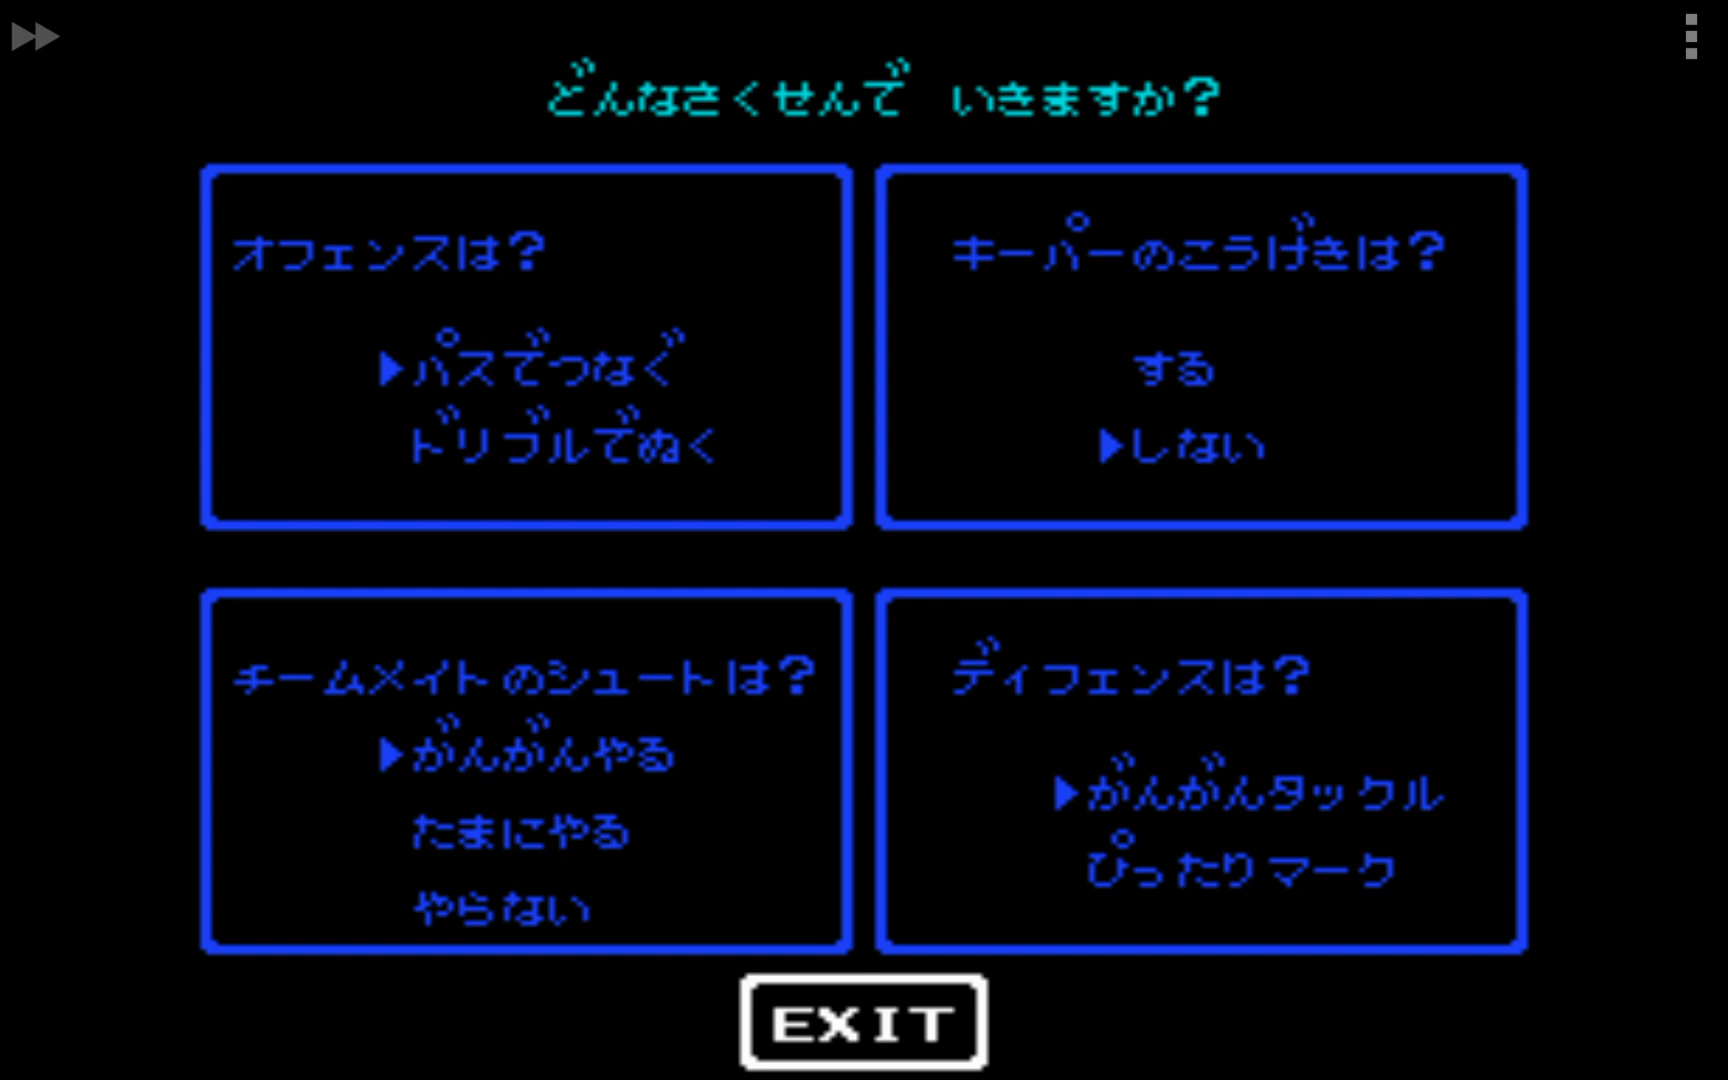 どんなさくせんで いきますか?
オフェンスは?
▶パスでつなぐ
ドリブルでぬく
キーパーのこうげきは?
する
▶しない
チームメイトのシュートは?
▶がんがんやる
たまにやる
やらない
ディフェンスは?
▶がんがんタックル
ぴったりマーク
EXIT